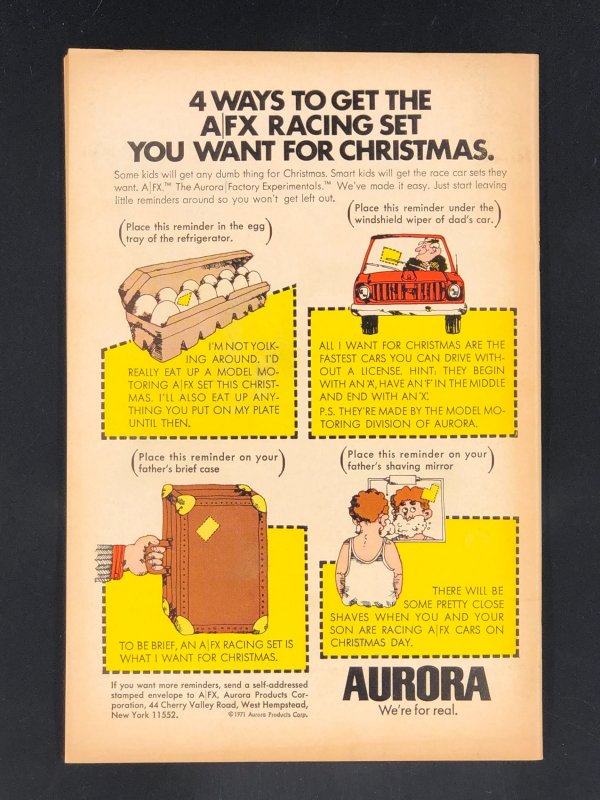 4 WAYS TO GET THE
A|FX RACING SET
YOU WANT FOR CHRISTMAS.
Some kids will get any dumb thing for Christmas. Smart kids will get the race car sets they
want. A|FX.™ The Aurora|Factory Experimentals.™ We've made it easy. Just start leaving
little reminders around so you won't get left out.
(Place this reminder in the egg
tray of the refrigerator.)
I'M NOT YOLK-
ING AROUND. I'D
REALLY EAT UP A MODEL MO-
TORING A|FX SET THIS CHRIST-
MAS. I'LL ALSO EAT UP ANY-
THING YOU PUT ON MY PLATE
UNTIL THEN.
(Place this reminder under the
windshield wiper of dad's car.)
ALL I WANT FOR CHRISTMAS ARE THE
FASTEST CARS YOU CAN DRIVE WITH-
OUT A LICENSE. HINT, THEY BEGIN
WITH AN 'A', HAVE AN 'F' IN THE MIDDLE
AND END WITH AN 'X'.
P.S. THEY'RE MADE BY THE MODEL MO-
TORING DIVISION OF AURORA.
(Place this reminder on your
father's brief case)
TO BE BRIEF, AN A|FX RACING SET IS
WHAT I WANT FOR CHRISTMAS.
(Place this reminder on your
father's shaving mirror)
THERE WILL BE
SOME PRETTY CLOSE
SHAVES WHEN YOU AND YOUR
SON ARE RACING A|FX CARS ON
CHRISTMAS DAY.
If you want more reminders, send a self-addressed
stamped envelope to A|FX, Aurora Products Cor-
poration, 44 Cherry Valley Road, West Hempstead,
New York 11552. ©1971 Aurora Products Corp.
AURORA
We're for real.